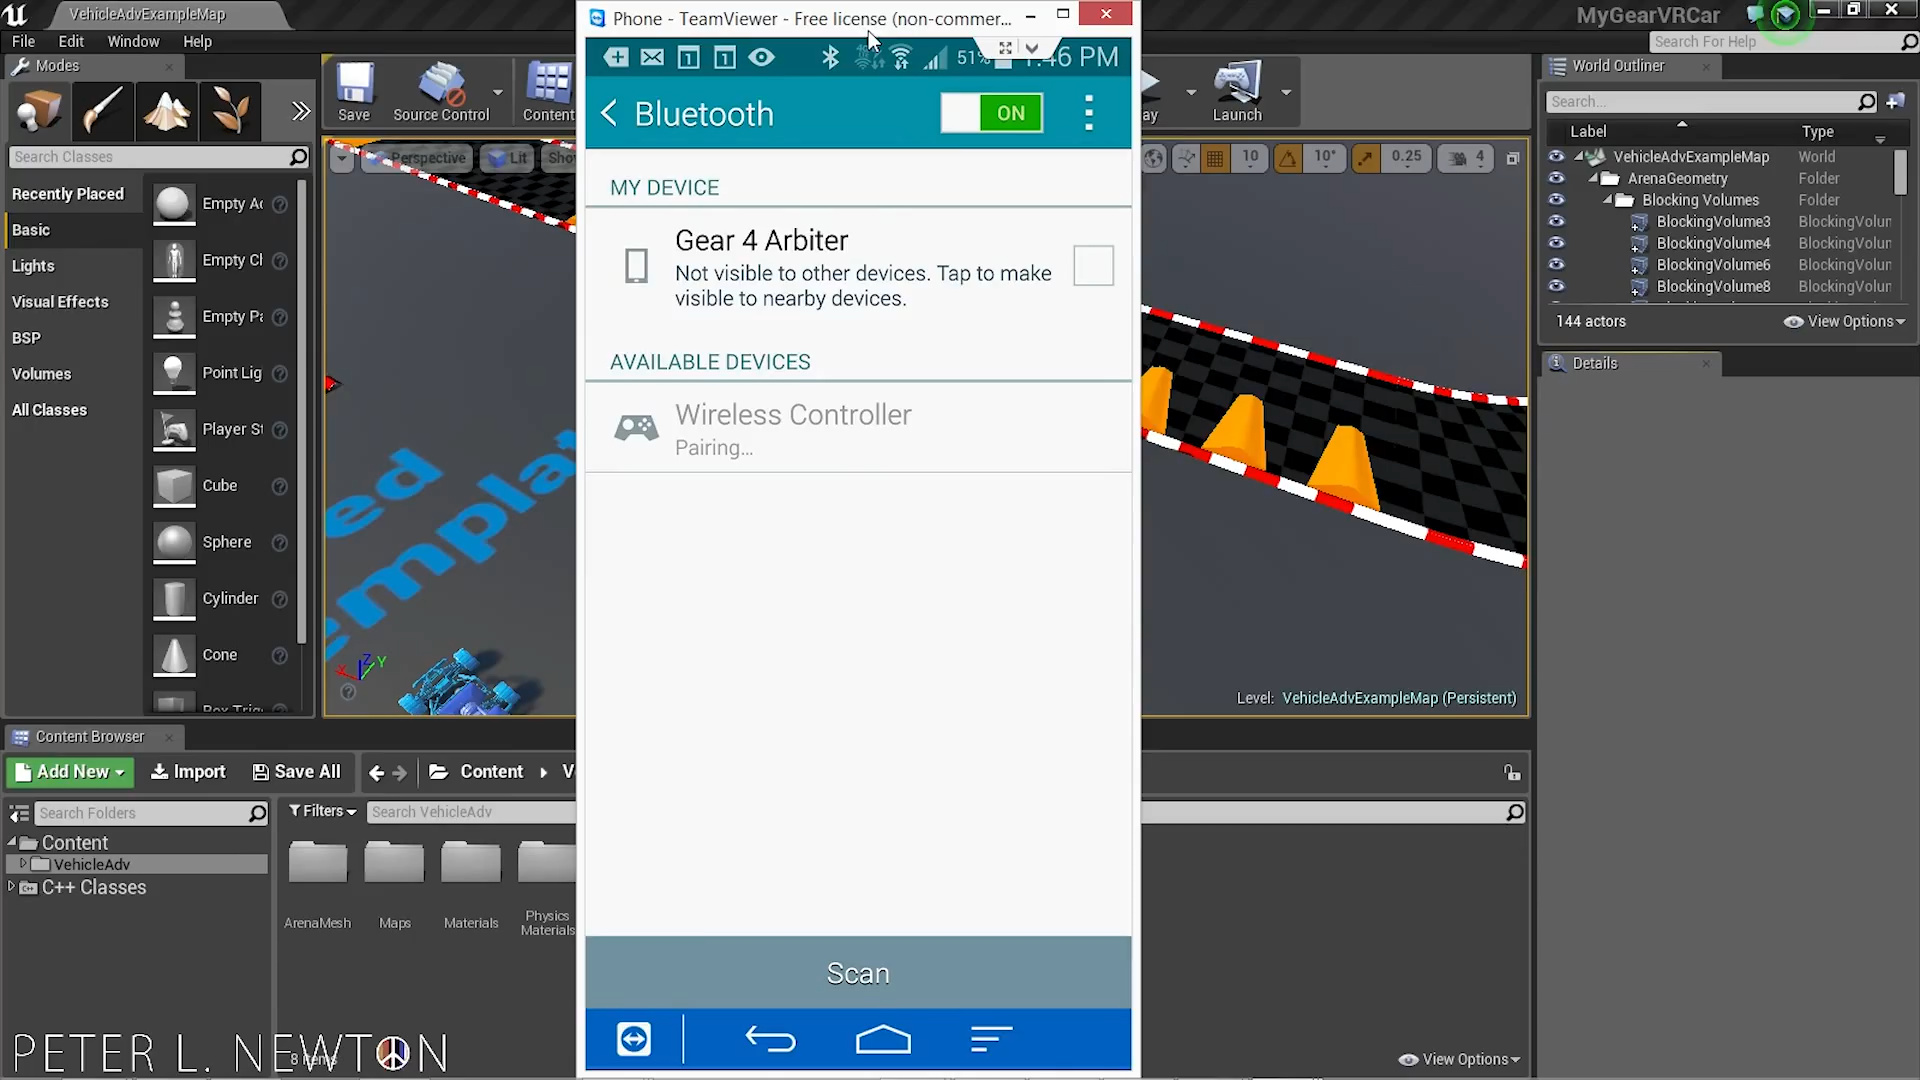 VehicleAdvExampleMap
Phone - TeamViewer - Free license (non-commer...
MyGearVRCar
File Edit Window Help
Search For Help
Modes
Save
Source Control
Content
Launch
World Outliner
Search...
Label Type
Search Classes
Perspective
Lit
10
10°
0.25
4
51%
:46 PM
Bluetooth
ON
MY DEVICE
Gear 4 Arbiter
Not visible to other devices. Tap to make
visible to nearby devices.
AVAILABLE DEVICES
Wireless Controller
Pairing...
Scan
Recently Placed
Basic
Lights
Visual Effects
BSP
Volumes
All Classes
Empty Ac
Empty Cl
Empty Pa
Point Lig
Player St
Cube
Sphere
Cylinder
Cone
VehicleAdvExampleMap World
ArenaGeometry Folder
Blocking Volumes Folder
BlockingVolume3 BlockingVolun
BlockingVolume4 BlockingVolun
BlockingVolume6 BlockingVolun
BlockingVolume8 BlockingVolun
144 actors
View Options
Details
Level: VehicleAdvExampleMap (Persistent)
Content Browser
Add New
Import
Save All
Content
Search Folders
Filters
Search VehicleAdv
Content
VehicleAdv
C++ Classes
ArenaMesh
Maps
Materials
Physics
Materials
View Options
PETER L. NEWTON